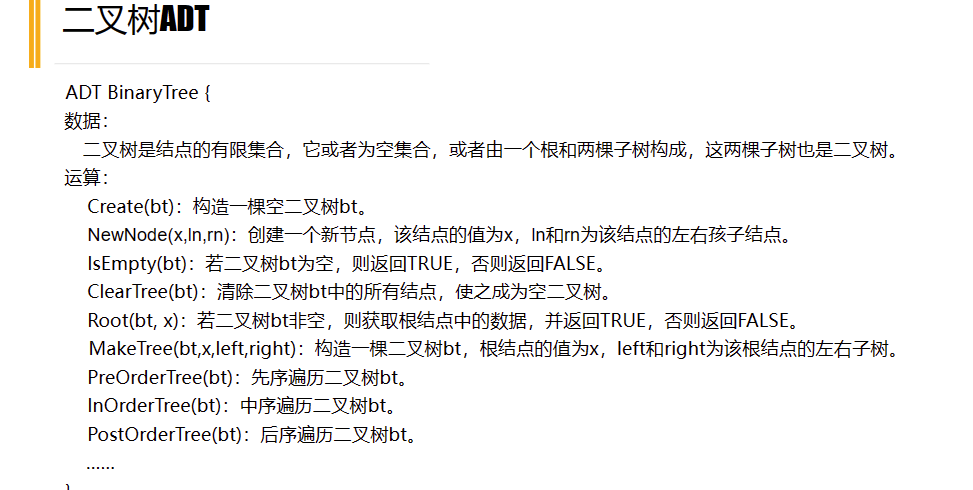 二叉树ADT
ADT BinaryTree {
数据：
二叉树是结点的有限集合，它或者为空集合，或者由一个根和两棵子树构成，这两棵子树也是二叉树。
运算：
Create(bt)：构造一棵空二叉树bt。
NewNode(x,ln,rn)：创建一个新节点，该结点的值为x，ln和rn为该结点的左右孩子结点。
IsEmpty(bt)：若二叉树bt为空，则返回TRUE，否则返回FALSE。
ClearTree(bt)：清除二叉树bt中的所有结点，使之成为空二叉树。
Root(bt, x)：若二叉树bt非空，则获取根结点中的数据，并返回TRUE，否则返回FALSE。
MakeTree(bt,x,left,right)：构造一棵二叉树bt，根结点的值为x，left和right为该根结点的左右子树。
PreOrderTree(bt)：先序遍历二叉树bt。
InOrderTree(bt)：中序遍历二叉树bt。
PostOrderTree(bt)：后序遍历二叉树bt。
……
}